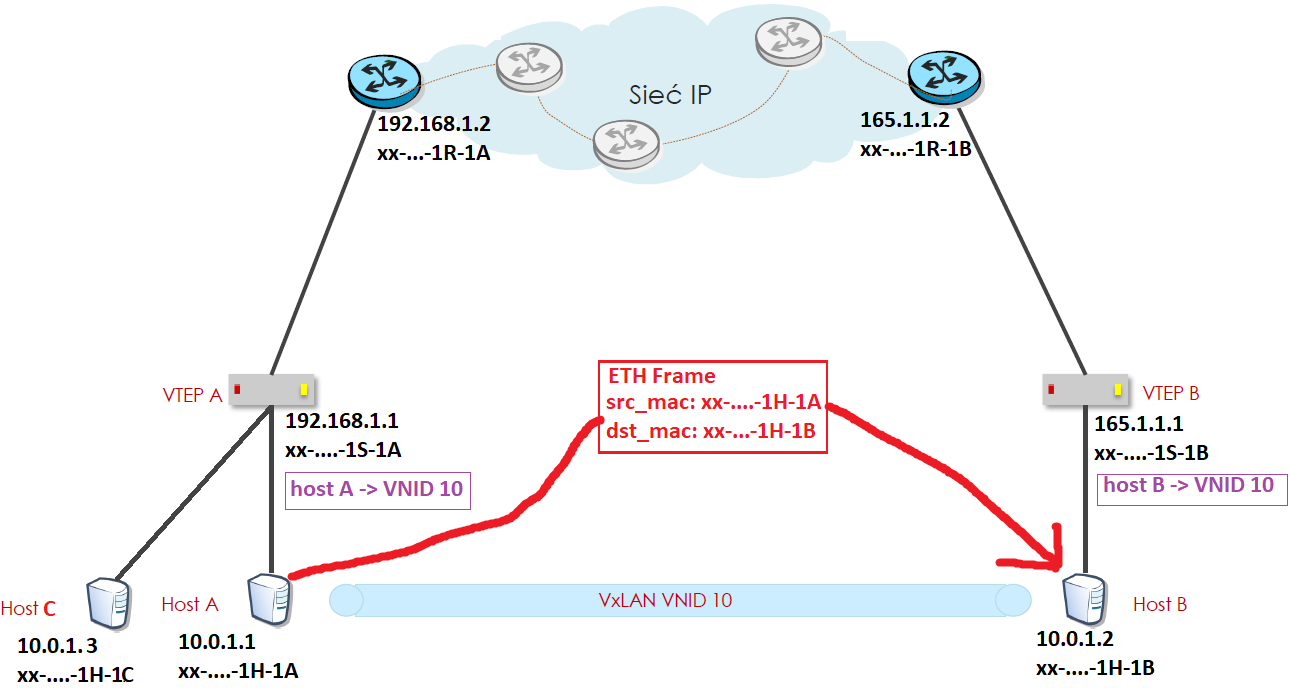 Sieć IP
192.168.1.2
xx-...-1R-1A
165.1.1.2
xx-...-1R-1B
VTEP A
192.168.1.1
xx-....-1S-1A
host A -> VNID 10
ETH Frame
src_mac: xx-....-1H-1A
dst_mac: xx-...-1H-1B
VTEP B
165.1.1.1
xx-....-1S-1B
host B -> VNID 10
Host C
10.0.1.3
xx-....-1H-1C
Host A
10.0.1.1
xx-....-1H-1A
VxLAN VNID 10
Host B
10.0.1.2
xx-....-1H-1B